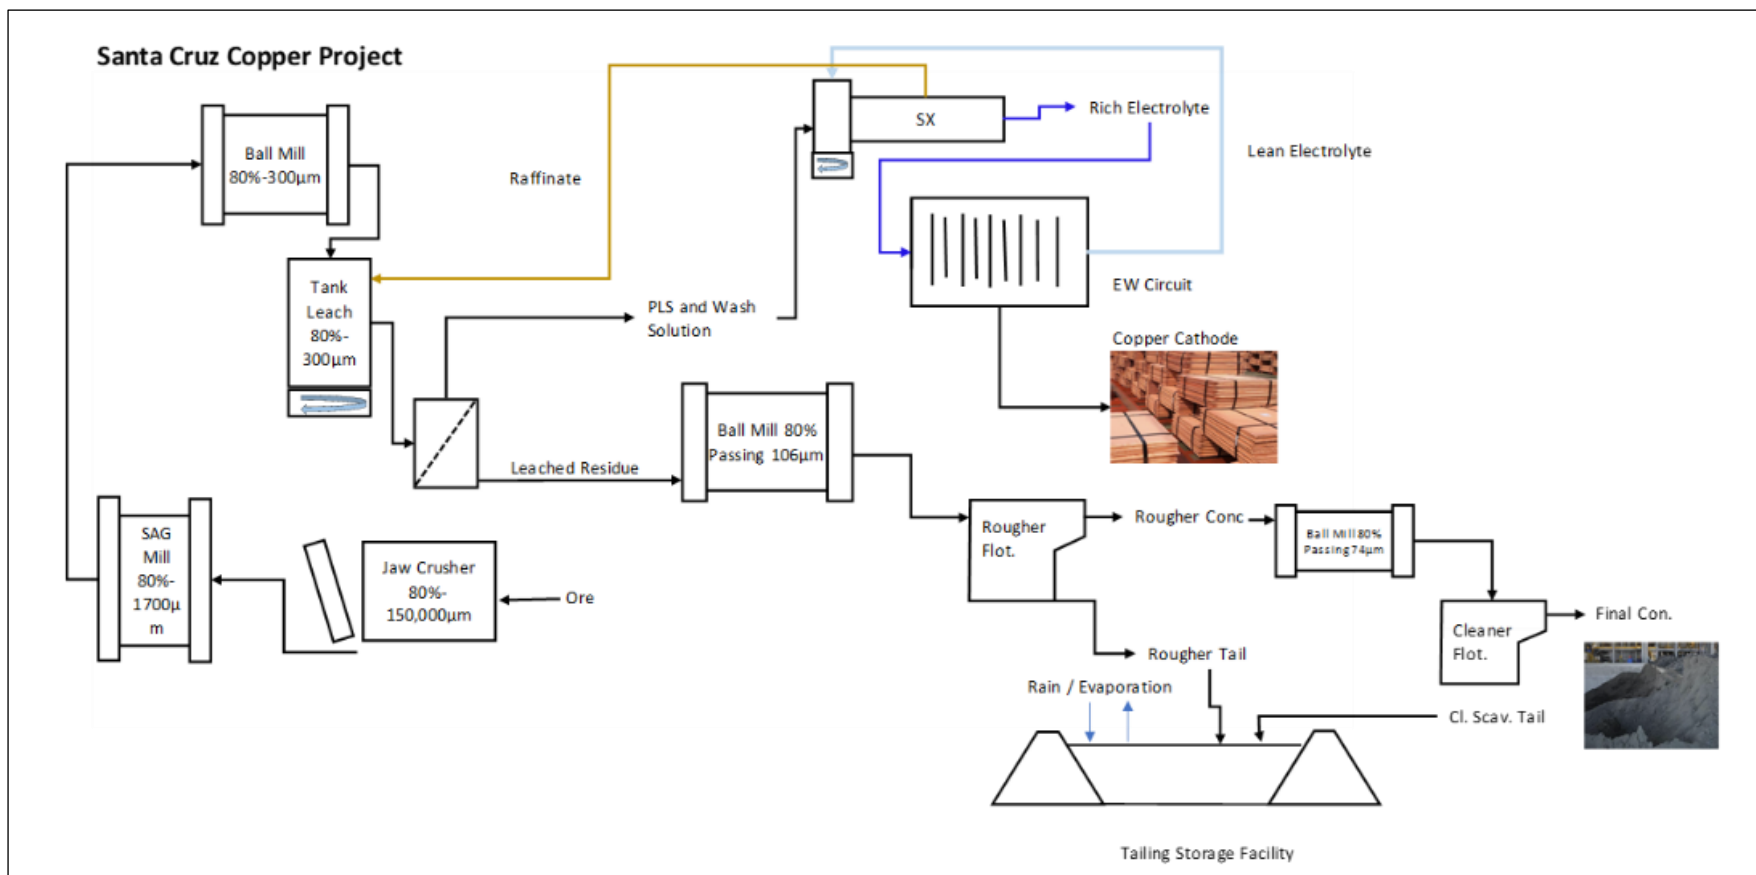 Santa Cruz Copper Project
Ball Mill
80%-300µm
Raffinate
SX
Rich Electrolyte
Lean Electrolyte
Tank
Leach
80%-
300µm
PLS and Wash
Solution
EW Circuit
Copper Cathode
Ball Mill 80%
Passing 106µm
Leached Residue
SAG
Mill
80%-
1700µ
m
Jaw Crusher
80%-
150,000µm
Ore
Rougher
Flot.
Rougher Conc
Ball Mill 80%
Passing 74µm
Cleaner
Flot.
Final Con.
Rougher Tail
Rain / Evaporation
Cl. Scav. Tail
Tailing Storage Facility